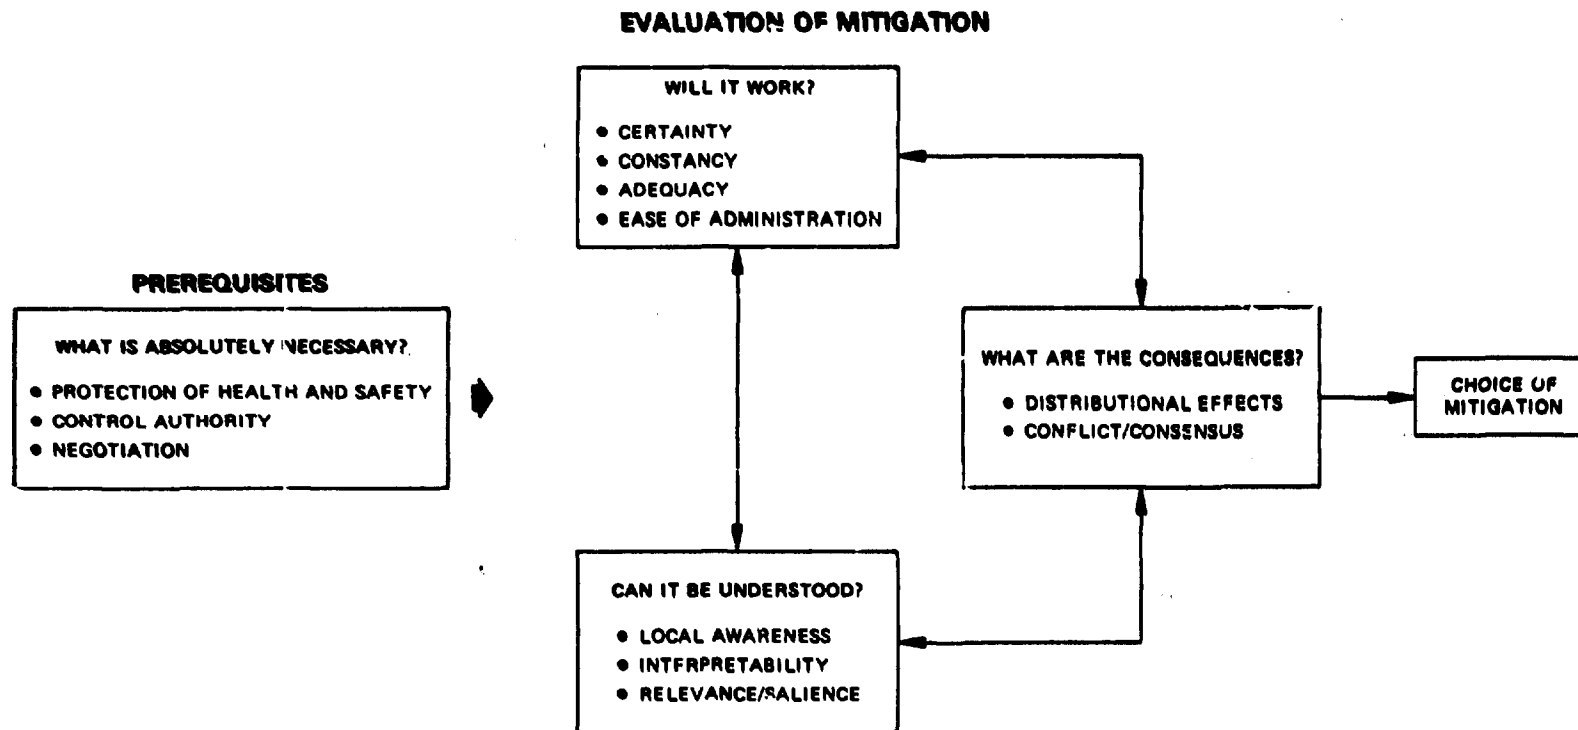 EVALUATION OF MITIGATION
WILL IT WORK?
● CERTAINTY
● CONSTANCY
● ADEQUACY
● EASE OF ADMINISTRATION
PREREQUISITES
WHAT IS ABSOLUTELY NECESSARY?
● PROTECTION OF HEALTH AND SAFETY
● CONTROL AUTHORITY
● NEGOTIATION
WHAT ARE THE CONSEQUENCES?
● DISTRIBUTIONAL EFFECTS
● CONFLICT/CONSENSUS
CHOICE OF
MITIGATION
CAN IT BE UNDERSTOOD?
● LOCAL AWARENESS
● INTERPRETABILITY
● RELEVANCE/SALIENCE